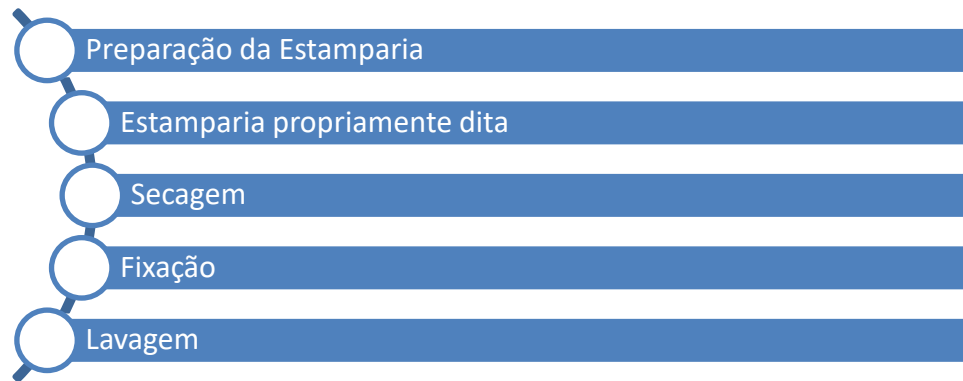 Preparação da Estamparia
Estamparia propriamente dita
Secagem
Fixação
Lavagem